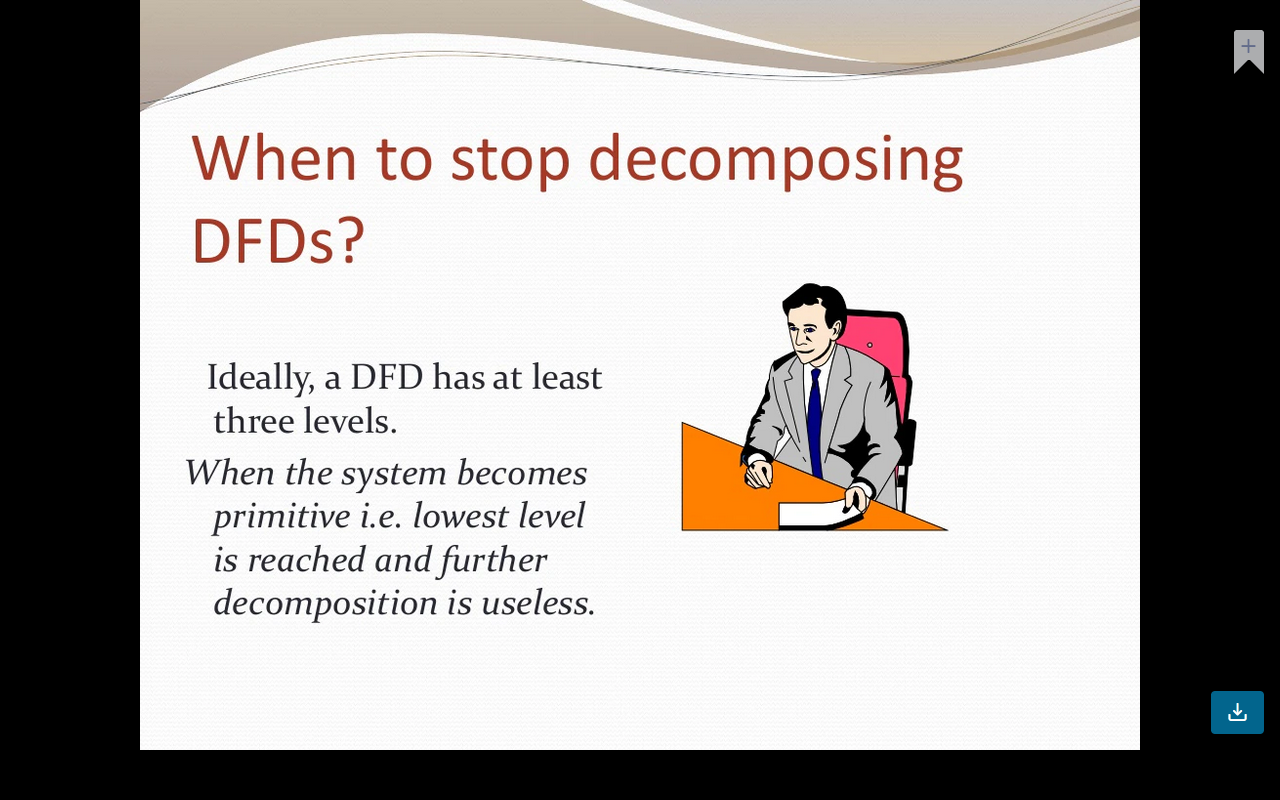 When to stop decomposing
DFDs?
Ideally, a DFD has at least
three levels.
When the system becomes
primitive i.e. lowest level
is reached and further
decomposition is useless.